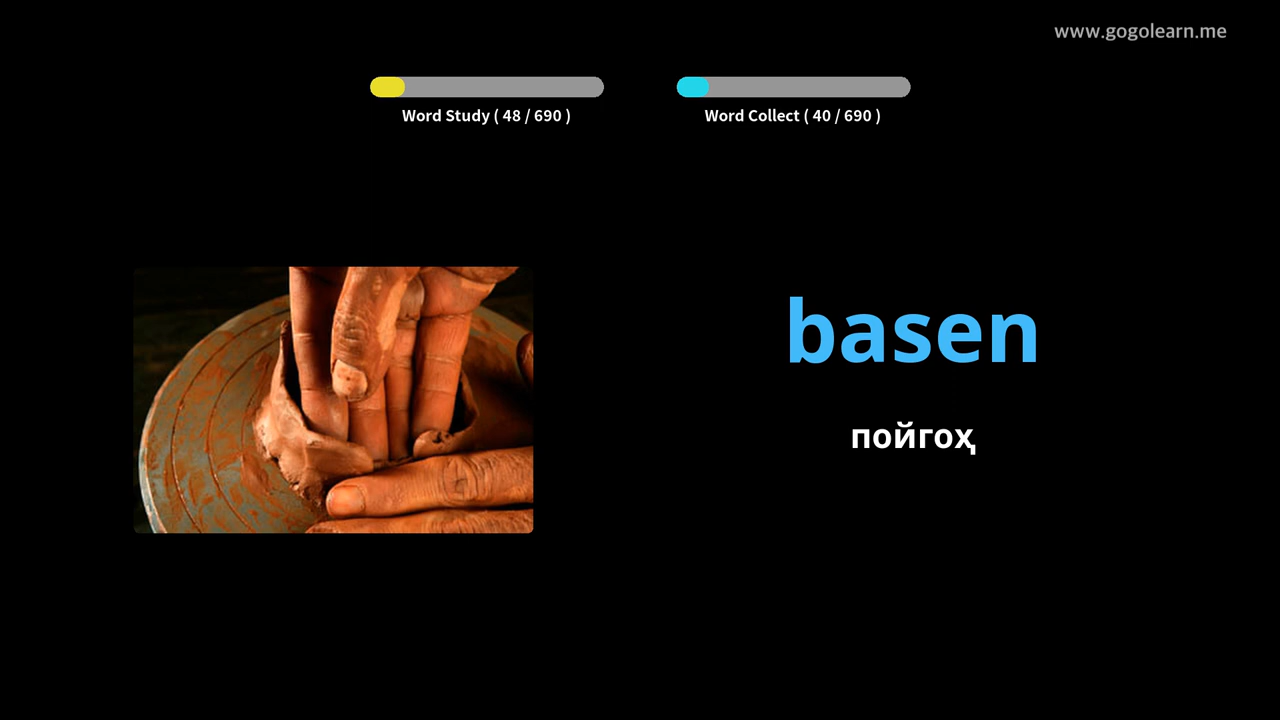 www.gogolearn.me
Word Study ( 48 / 690 )
Word Collect ( 40 / 690 )
basen
пойгоҳ